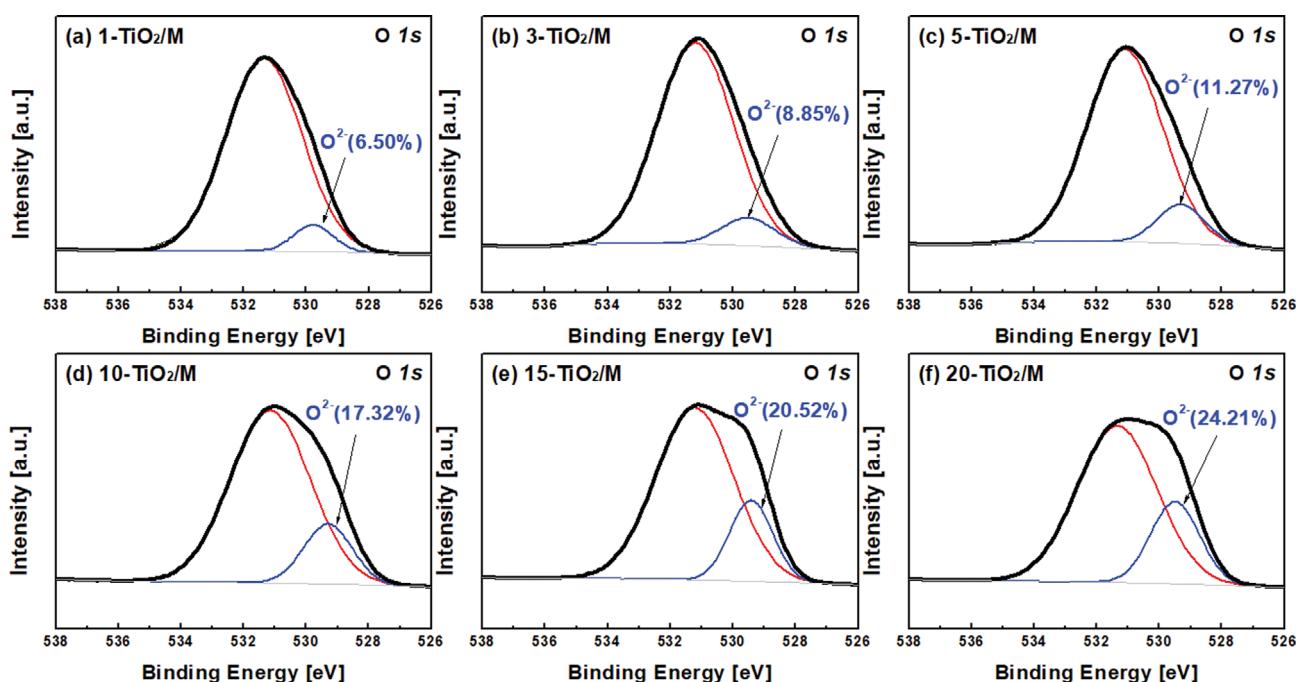 (a) 1-TiO₂/M
O 1s
O²⁻(6.50%)
Intensity [a.u.]
538 536 534 532 530 528 526
Binding Energy [eV]
(b) 3-TiO₂/M
O 1s
O²⁻(8.85%)
Intensity [a.u.]
538 536 534 532 530 528 526
Binding Energy [eV]
(c) 5-TiO₂/M
O 1s
O²⁻(11.27%)
Intensity [a.u.]
538 536 534 532 530 528 526
Binding Energy [eV]
(d) 10-TiO₂/M
O 1s
O²⁻(17.32%)
Intensity [a.u.]
538 536 534 532 530 528 526
Binding Energy [eV]
(e) 15-TiO₂/M
O 1s
O²⁻(20.52%)
Intensity [a.u.]
538 536 534 532 530 528 526
Binding Energy [eV]
(f) 20-TiO₂/M
O 1s
O²⁻(24.21%)
Intensity [a.u.]
538 536 534 532 530 528 526
Binding Energy [eV]